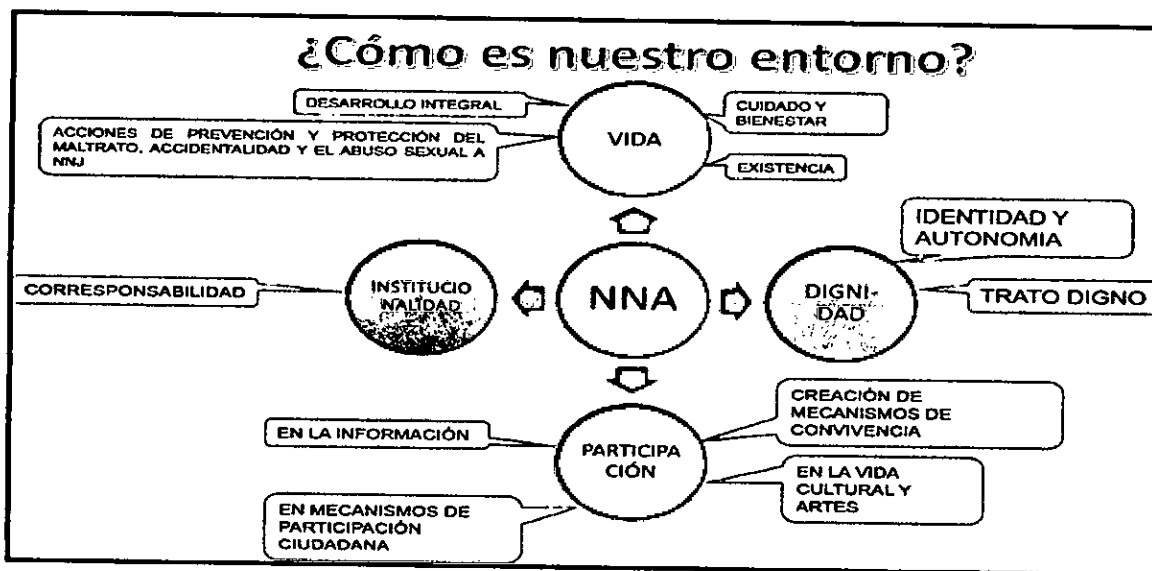 ¿Cómo es nuestro entorno?
DESARROLLO INTEGRAL
ACCIONES DE PREVENCIÓN Y PROTECCIÓN DEL
MALTRATO, ACCIDENTALIDAD Y EL ABUSO SEXUAL A
NNJ
VIDA
CUIDADO Y
BIENESTAR
EXISTENCIA
CORRESPONSABILIDAD
INSTITUCIO
NALIDAD
NNA
DIGNI-
DAD
IDENTIDAD Y
AUTONOMIA
TRATO DIGNO
EN LA INFORMACIÓN
EN MECANISMOS DE
PARTICIPACIÓN
CIUDADANA
PARTICIPA
CIÓN
CREACIÓN DE
MECANISMOS DE
CONVIVENCIA
EN LA VIDA
CULTURAL Y
ARTES